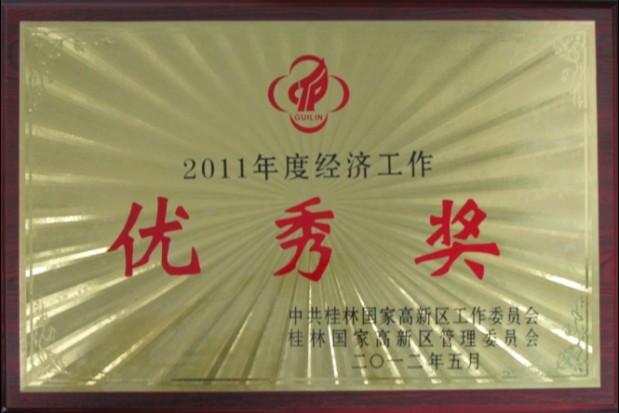 GUILIN
2011年度经济工作
优秀奖
中共桂林国家高新区工作委员会
桂林国家高新区管理委员会
二〇一二年五月